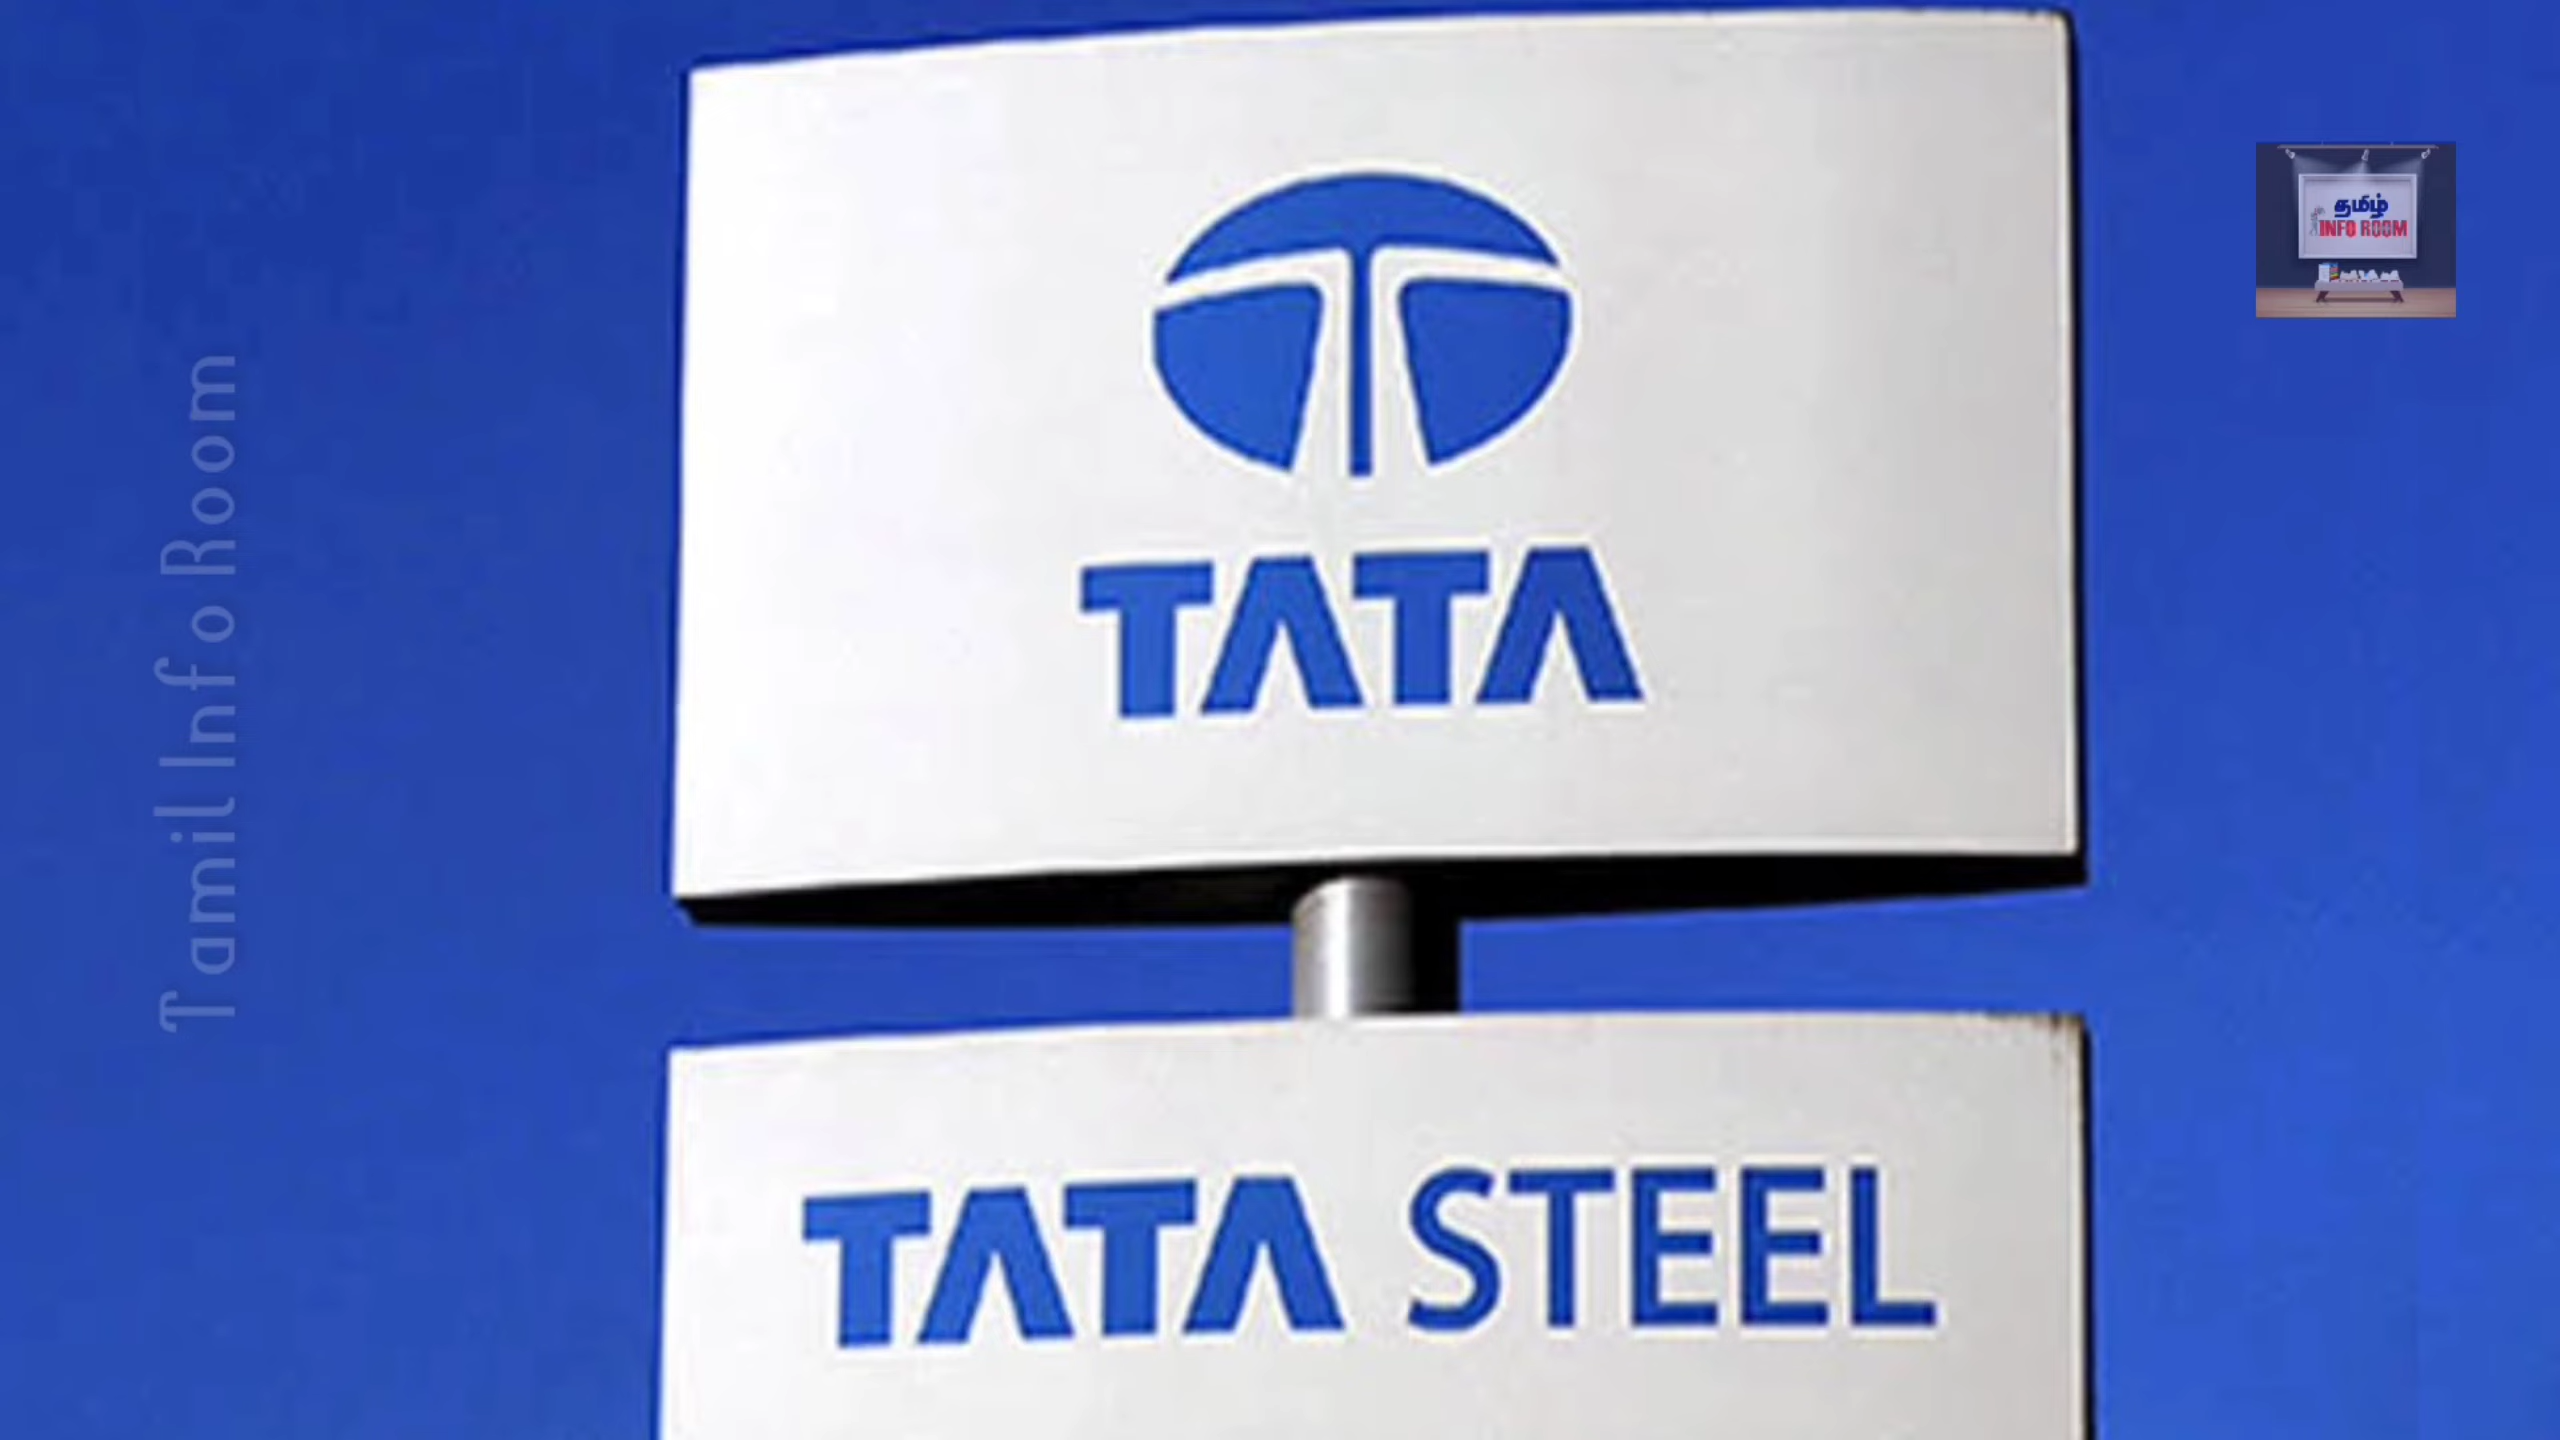 TATA
TATA STEEL
தமிழ்
INFO ROOM
Tamil Info Room